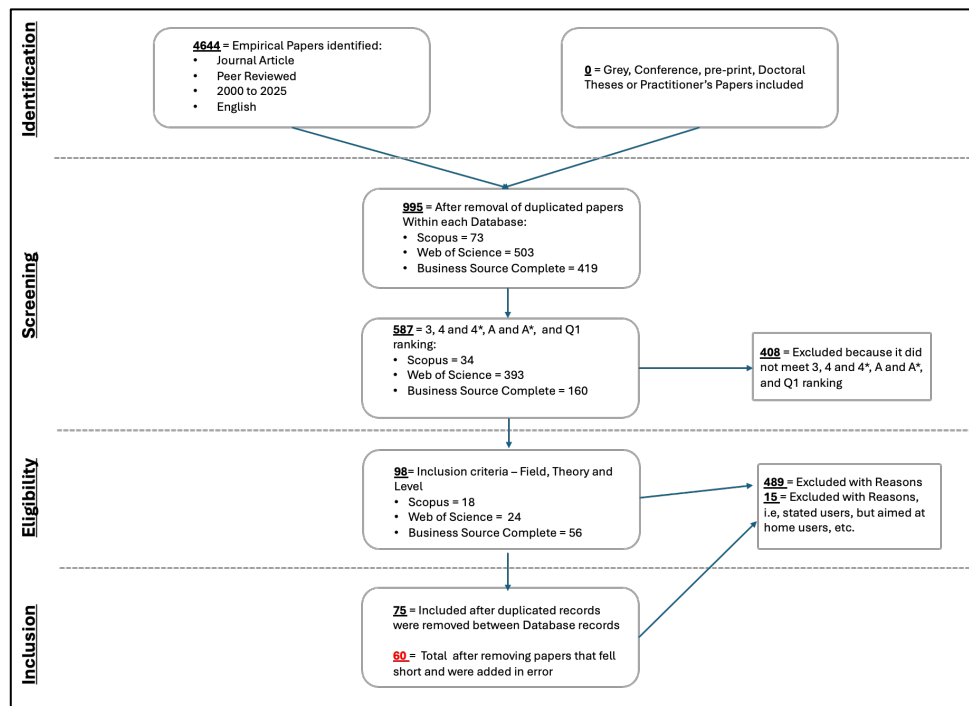 Identification
4644 = Empirical Papers identified:
• Journal Article
• Peer Reviewed
• 2000 to 2025
• English
0 = Grey, Conference, pre-print, Doctoral
Theses or Practitioner's Papers included
Screening
995 = After removal of duplicated papers
Within each Database:
• Scopus = 73
• Web of Science = 503
• Business Source Complete = 419
587 = 3, 4 and 4*, A and A*, and Q1
ranking:
• Scopus = 34
• Web of Science = 393
• Business Source Complete = 160
408 = Excluded because it did
not meet 3, 4 and 4*, A and A*,
and Q1 ranking
Eligibility
98= Inclusion criteria – Field, Theory and
Level
• Scopus = 18
• Web of Science = 24
• Business Source Complete = 56
489 = Excluded with Reasons
15 = Excluded with Reasons,
i.e, stated users, but aimed at
home users, etc.
Inclusion
75 = Included after duplicated records
were removed between Database records
60 = Total after removing papers that fell
short and were added in error